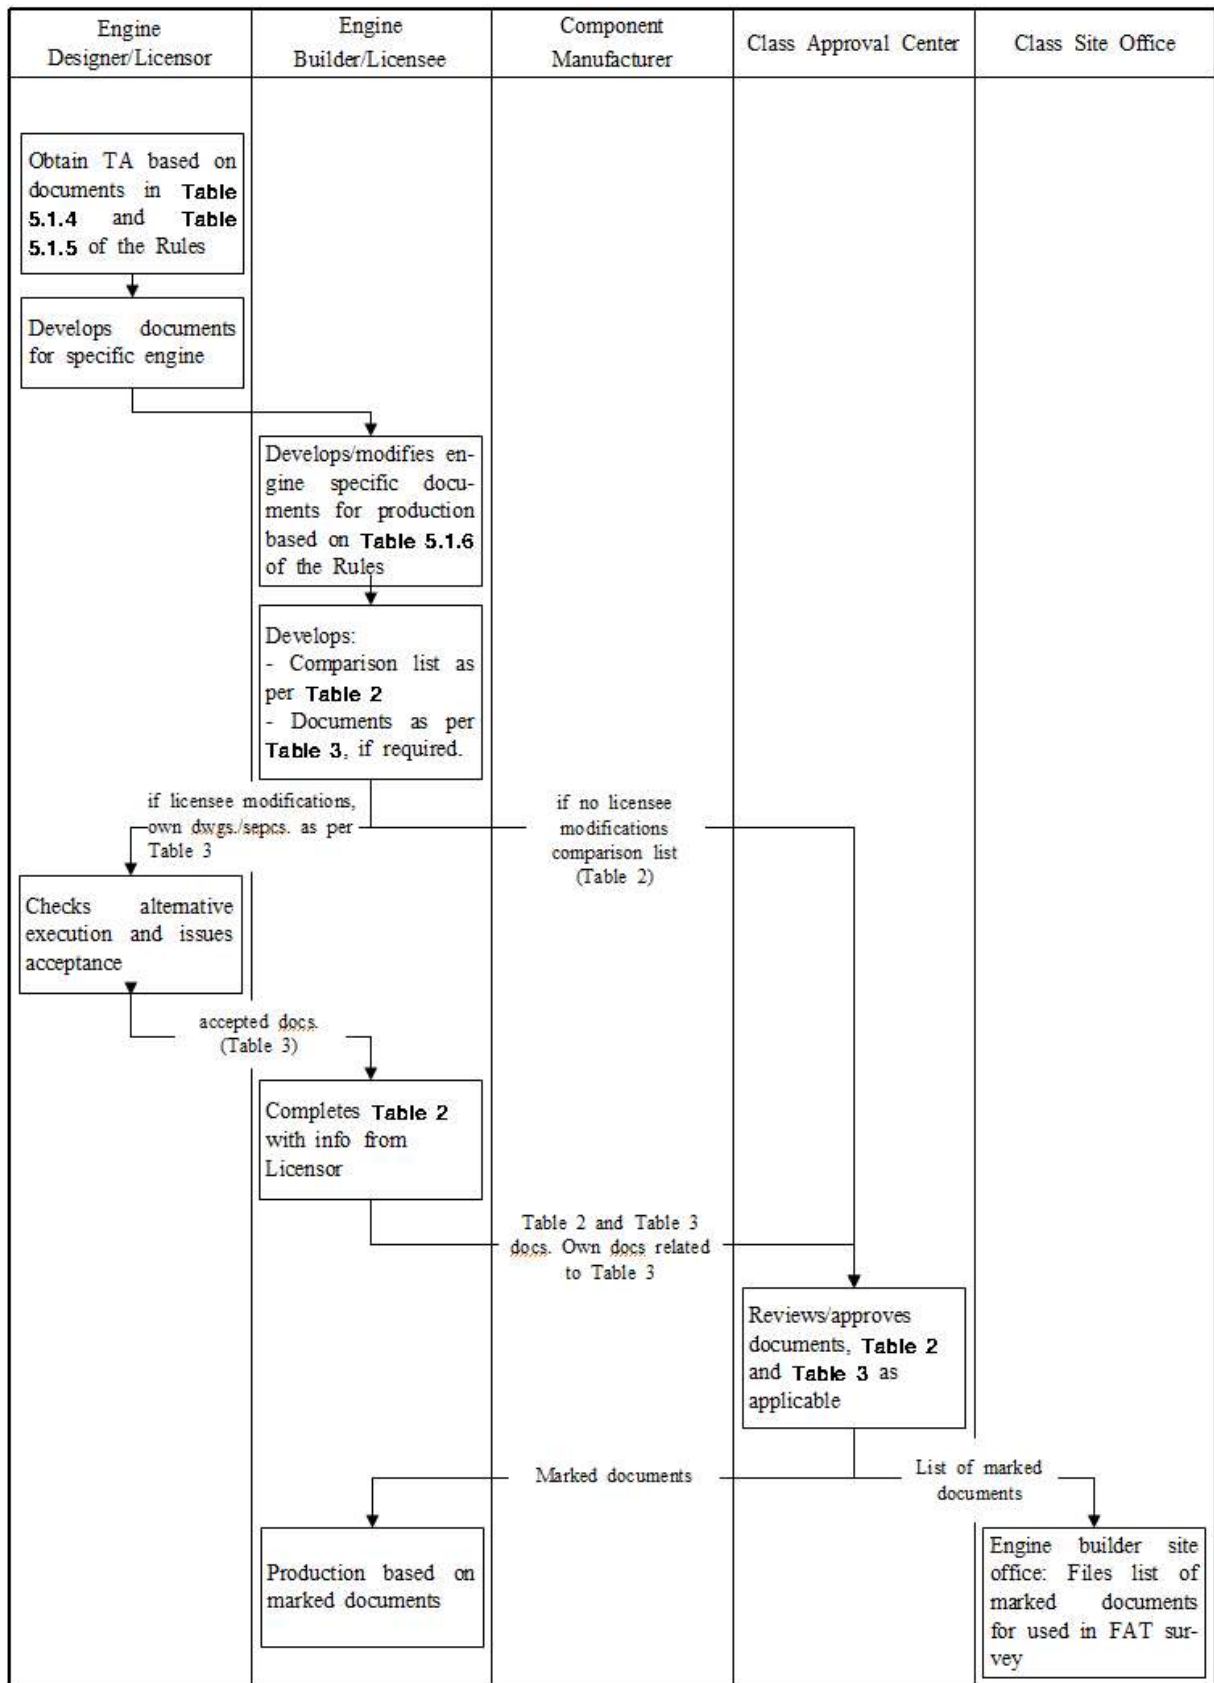 Engine
Designer/Licensor
Engine
Builder/Licensee
Component
Manufacturer
Class Approval Center
Class Site Office
Obtain TA based on
documents in Table
5.1.4 and Table
5.1.5 of the Rules
Develops documents
for specific engine
Develops/modifies en-
gine specific docu-
ments for production
based on Table 5.1.6
of the Rules
Develops:
- Comparison list as
per Table 2
- Documents as per
Table 3, if required.
if licensee modifications,
own dwgs./sepcs. as per
Table 3
if no licensee
modifications
comparison list
(Table 2)
Checks alternative
execution and issues
acceptance
accepted docs.
(Table 3)
Completes Table 2
with info from
Licensor
Table 2 and Table 3
docs. Own docs related
to Table 3
Reviews/approves
documents, Table 2
and Table 3 as
applicable
Marked documents
List of marked
documents
Production based on
marked documents
Engine builder site
office: Files list of
marked documents
for used in FAT sur-
vey